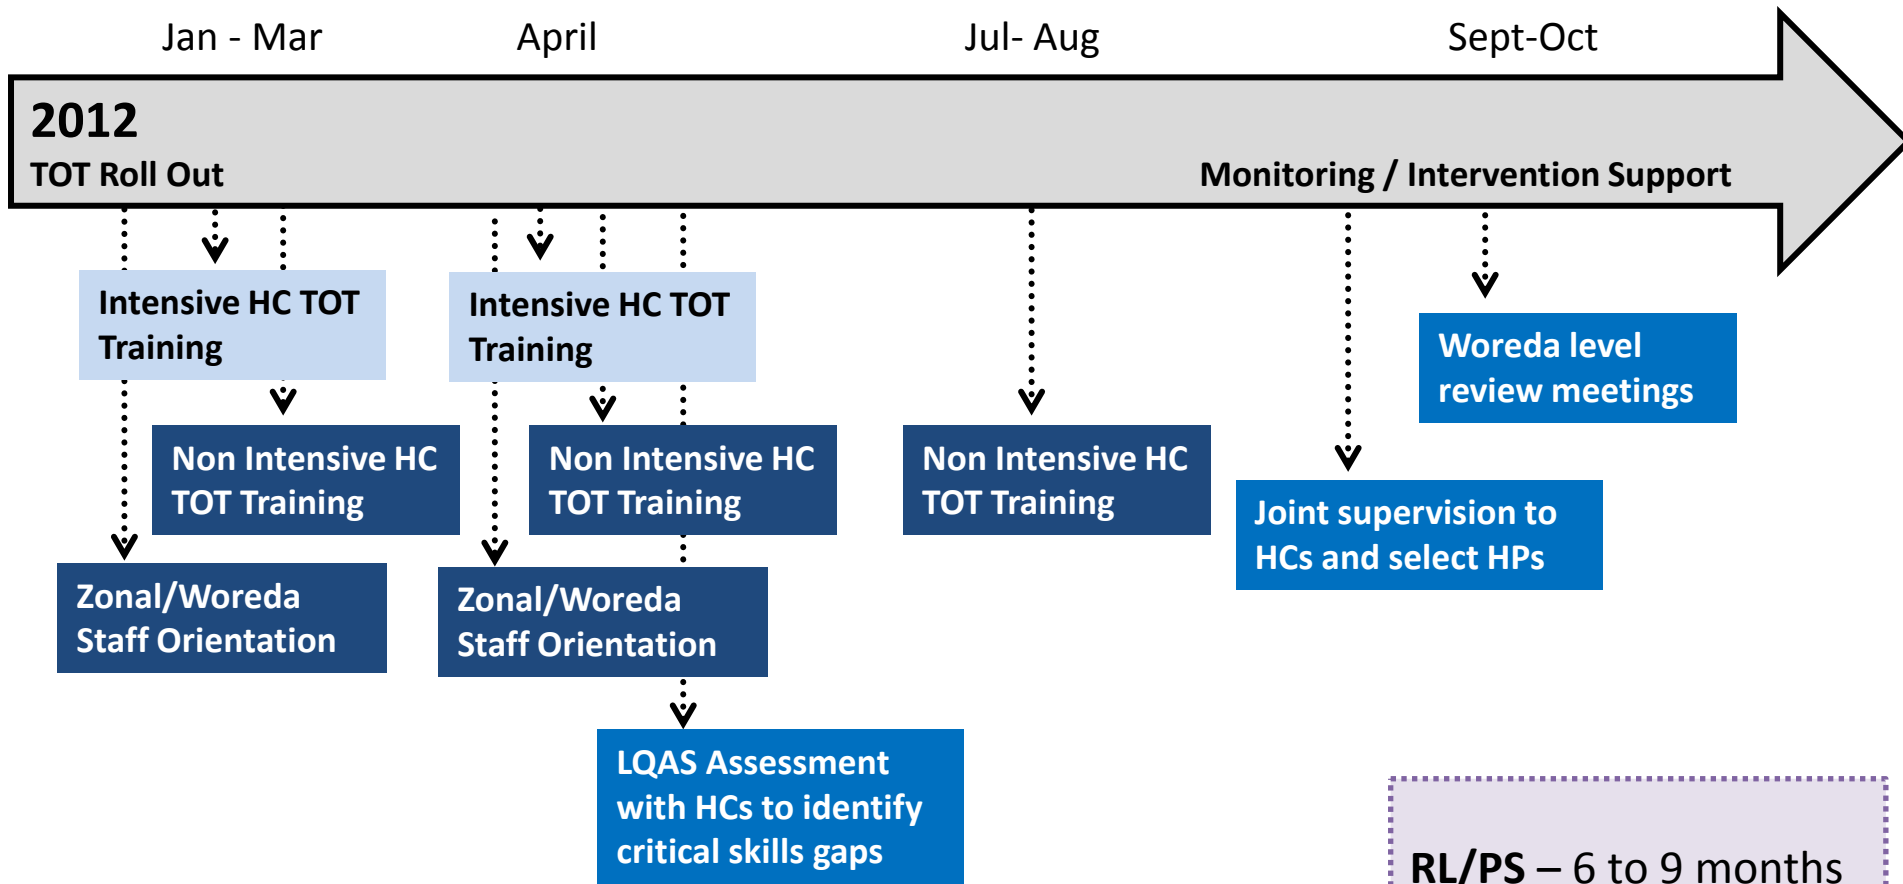 Jan - Mar
April
Jul- Aug
Sept-Oct
2012
TOT Roll Out
Monitoring / Intervention Support
Intensive HC TOT
Training
Intensive HC TOT
Training
Woreda level
review meetings
Non Intensive HC
TOT Training
Non Intensive HC
TOT Training
Non Intensive HC
TOT Training
Joint supervision to
HCs and select HPs
Zonal/Woreda
Staff Orientation
Zonal/Woreda
Staff Orientation
LQAS Assessment
with HCs to identify
critical skills gaps
RL/PS – 6 to 9 months